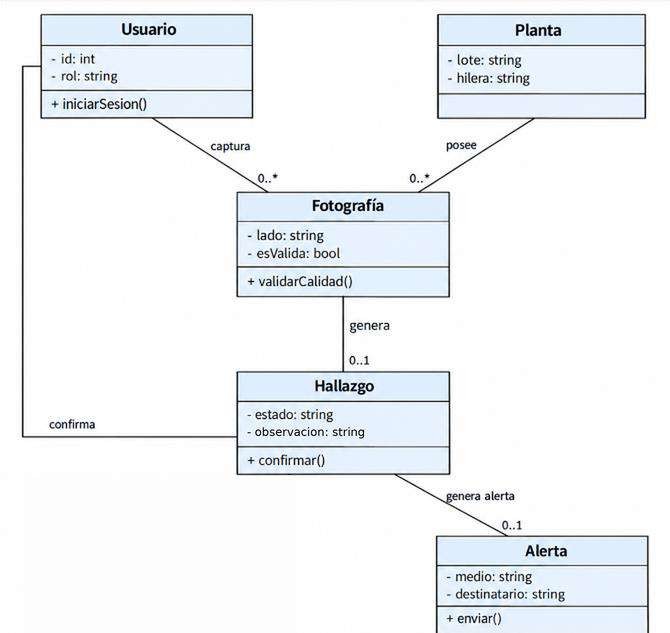 Usuario
- id: int
- rol: string
+ iniciarSesion()
Planta
- lote: string
- hilera: string
captura
posee
0..*
0..*
Fotografía
- lado: string
- esValida: bool
+ validarCalidad()
genera
0..1
Hallazgo
- estado: string
- observacion: string
+ confirmar()
confirma
genera alerta
0..1
Alerta
- medio: string
- destinatario: string
+ enviar()